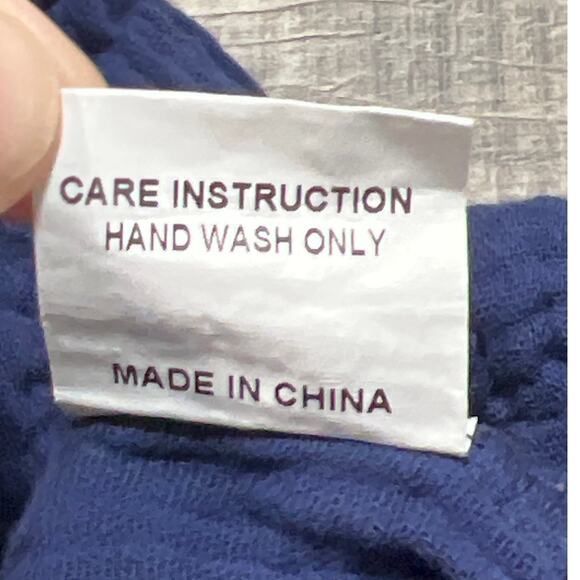 CARE INSTRUCTION
HAND WASH ONLY
MADE IN CHINA